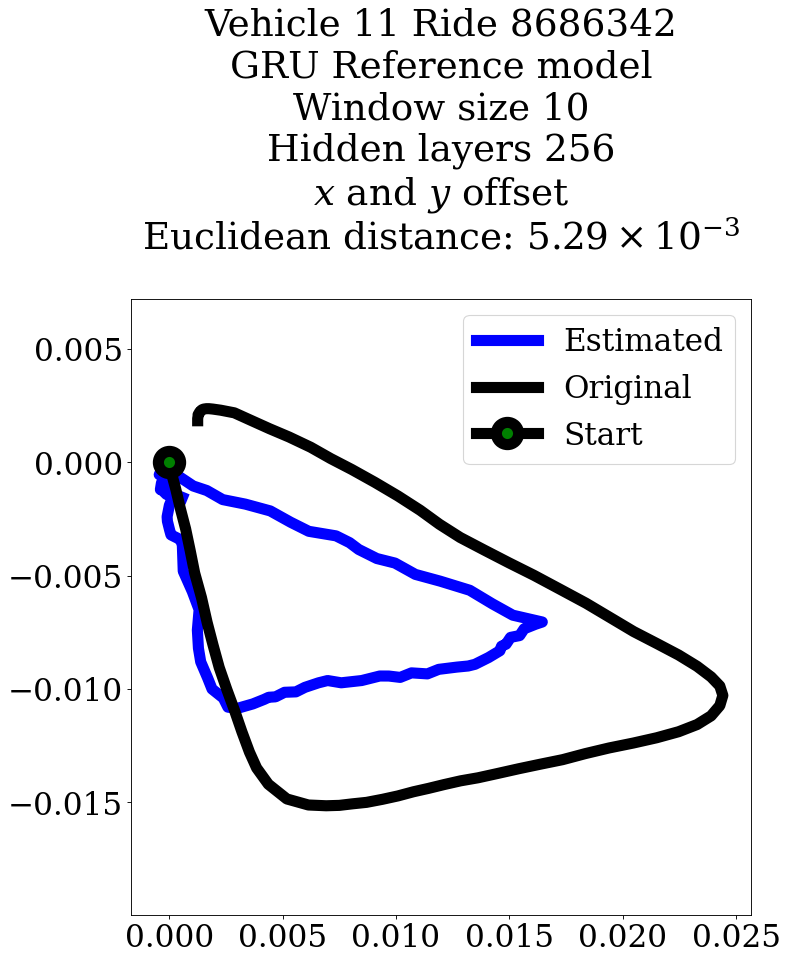 Vehicle 11 Ride 8686342
GRU Reference model
Window size 10
Hidden layers 256
x and y offset
Euclidean distance: 5.29 × 10⁻³
Estimated
Original
Start
0.005
0.000
−0.005
−0.010
−0.015
0.000 0.005 0.010 0.015 0.020 0.025